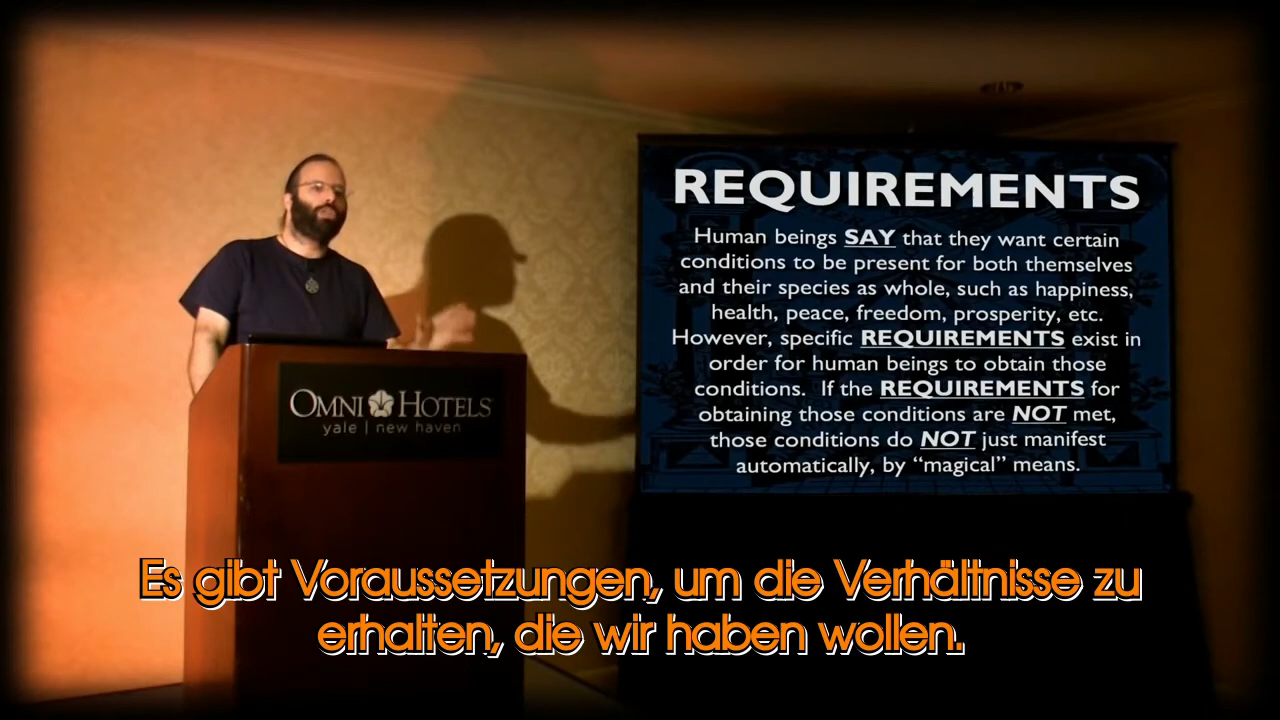 REQUIREMENTS
Human beings SAY that they want certain
conditions to be present for both themselves
and their species as whole, such as happiness,
health, peace, freedom, prosperity, etc.
However, specific REQUIREMENTS exist in
order for human beings to obtain those
conditions. If the REQUIREMENTS for
obtaining those conditions are NOT met,
those conditions do NOT just manifest
automatically, by “magical” means.
OMNI HOTELS
yale | new haven
Es gibt Voraussetzungen, um die Verhältnisse zu
erhalten, die wir haben wollen.